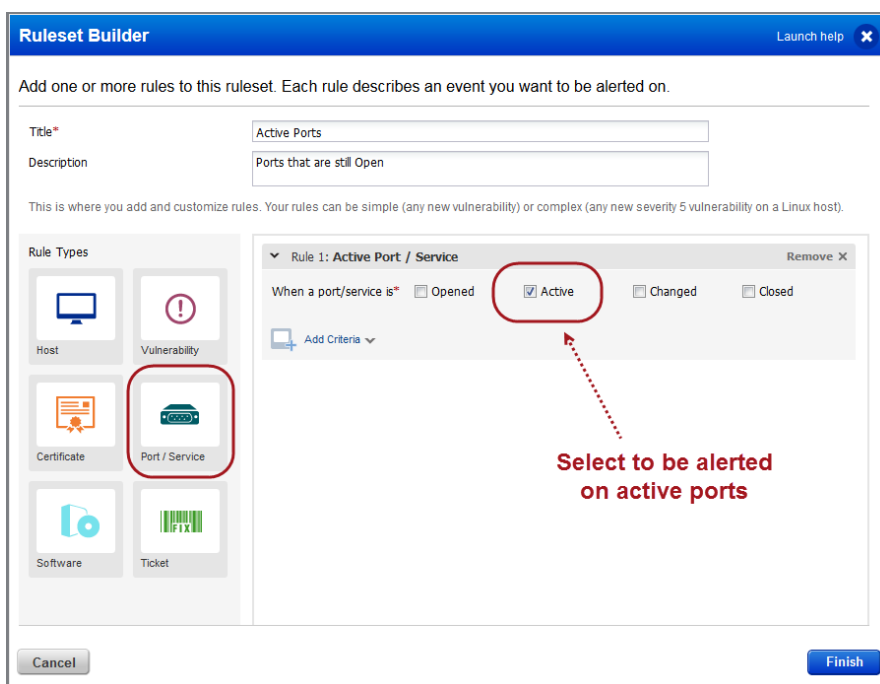 Ruleset Builder
Launch help
Add one or more rules to this ruleset. Each rule describes an event you want to be alerted on.
Title*
Active Ports
Description
Ports that are still Open
This is where you add and customize rules. Your rules can be simple (any new vulnerability) or complex (any new severity 5 vulnerability on a Linux host).
Rule Types
Host
Vulnerability
Certificate
Port / Service
Software
FIX
Ticket
Rule 1: Active Port / Service
Remove X
When a port/service is*
Opened
Active
Changed
Closed
Add Criteria
Select to be alerted
on active ports
Cancel
Finish